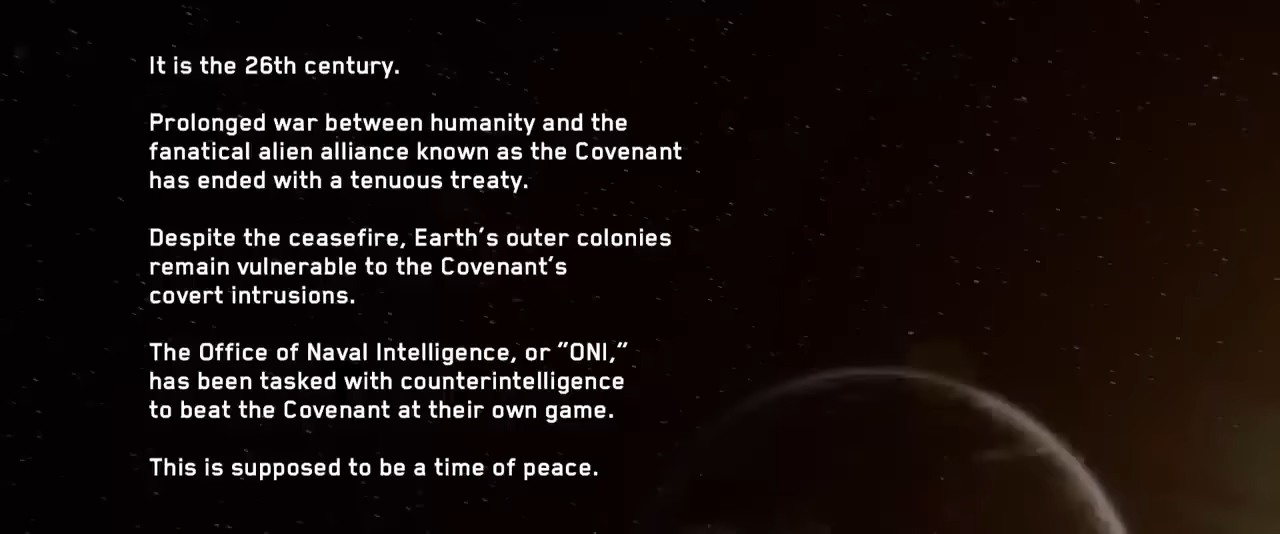 It is the 26th century.
Prolonged war between humanity and the
fanatical alien alliance known as the Covenant
has ended with a tenuous treaty.
Despite the ceasefire, Earth's outer colonies
remain vulnerable to the Covenant's
covert intrusions.
The Office of Naval Intelligence, or "ONI,"
has been tasked with counterintelligence
to beat the Covenant at their own game.
This is supposed to be a time of peace.